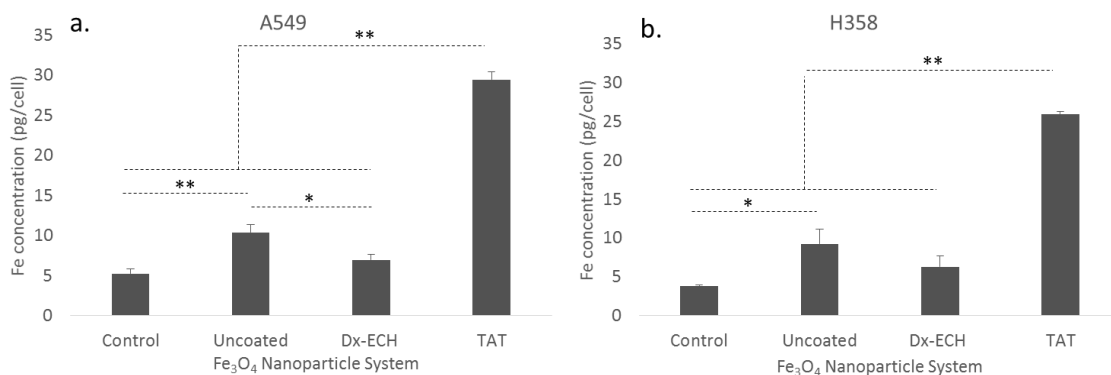 a.
A549
35
30
25
20
15
10
5
0
Fe concentration (pg/cell)
**
**
*
Control Uncoated Dx-ECH TAT
Fe₃O₄ Nanoparticle System
b.
H358
35
30
25
20
15
10
5
0
Fe concentration (pg/cell)
**
*
Control Uncoated Dx-ECH TAT
Fe₃O₄ Nanoparticle System